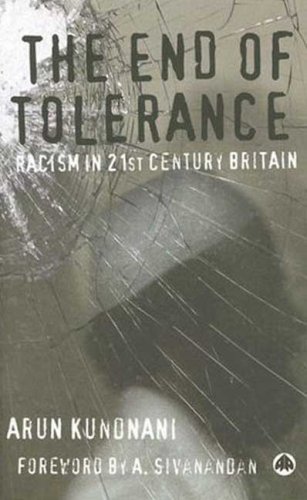 THE END OF
TOLERANCE
RACISM IN 21ST CENTURY BRITAIN
ARUN KUNDNANI
FOREWORD BY A. SIVANANDAN